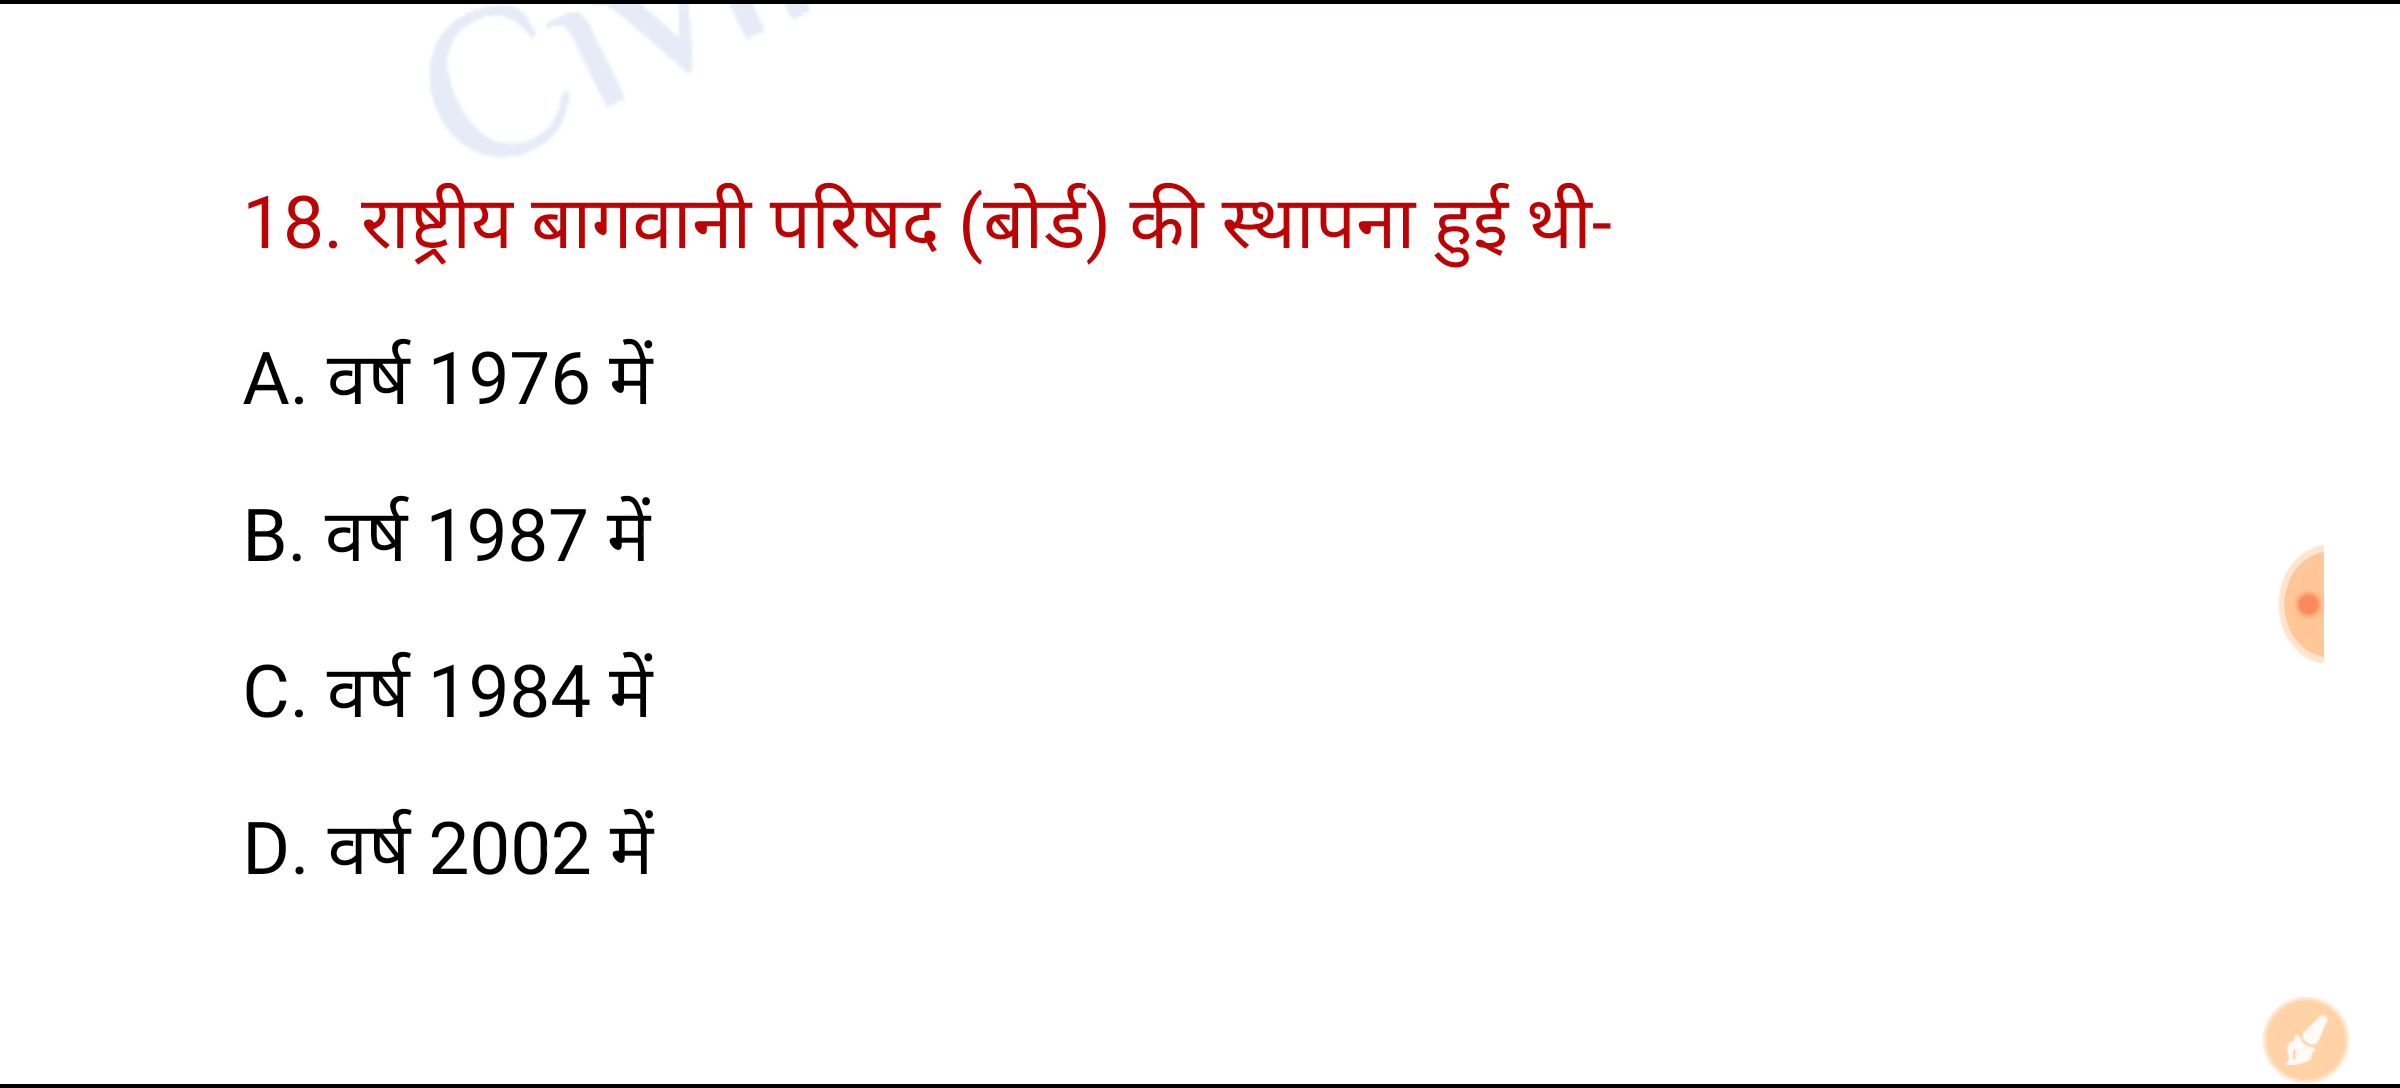 18. राष्ट्रीय बागवानी परिषद (बोर्ड) की स्थापना हुई थी-
A. वर्ष 1976 में
B. वर्ष 1987 में
C. वर्ष 1984 में
D. वर्ष 2002 में